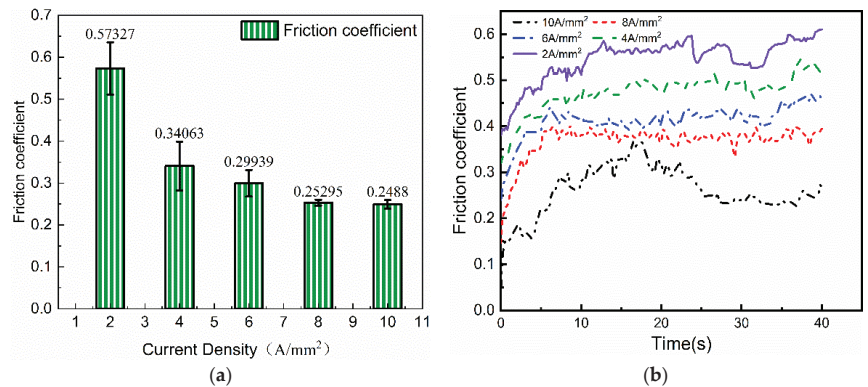 Friction coefficient
0.7
0.6
0.5
0.4
0.3
0.2
0.1
0.0
Friction coefficient
0.57327
0.34063
0.29939
0.25295
0.2488
1 2 3 4 5 6 7 8 9 10 11
Current Density（A/mm²）
(a)
Friction coefficient
0.6
0.5
0.4
0.3
0.2
0.1
0.0
10A/mm² 8A/mm²
6A/mm² 4A/mm²
2A/mm²
0 10 20 30 40
Time(s)
(b)